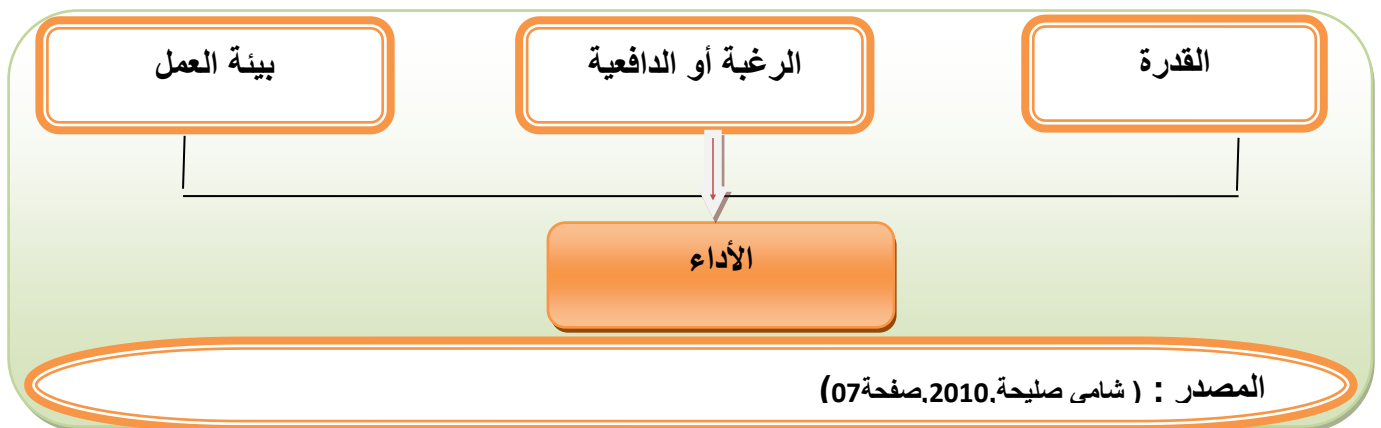 القدرة
الرغبة أو الدافعية
بيئة العمل
الأداء
المصدر : ( شامي صليحة,2010,صفحة07)